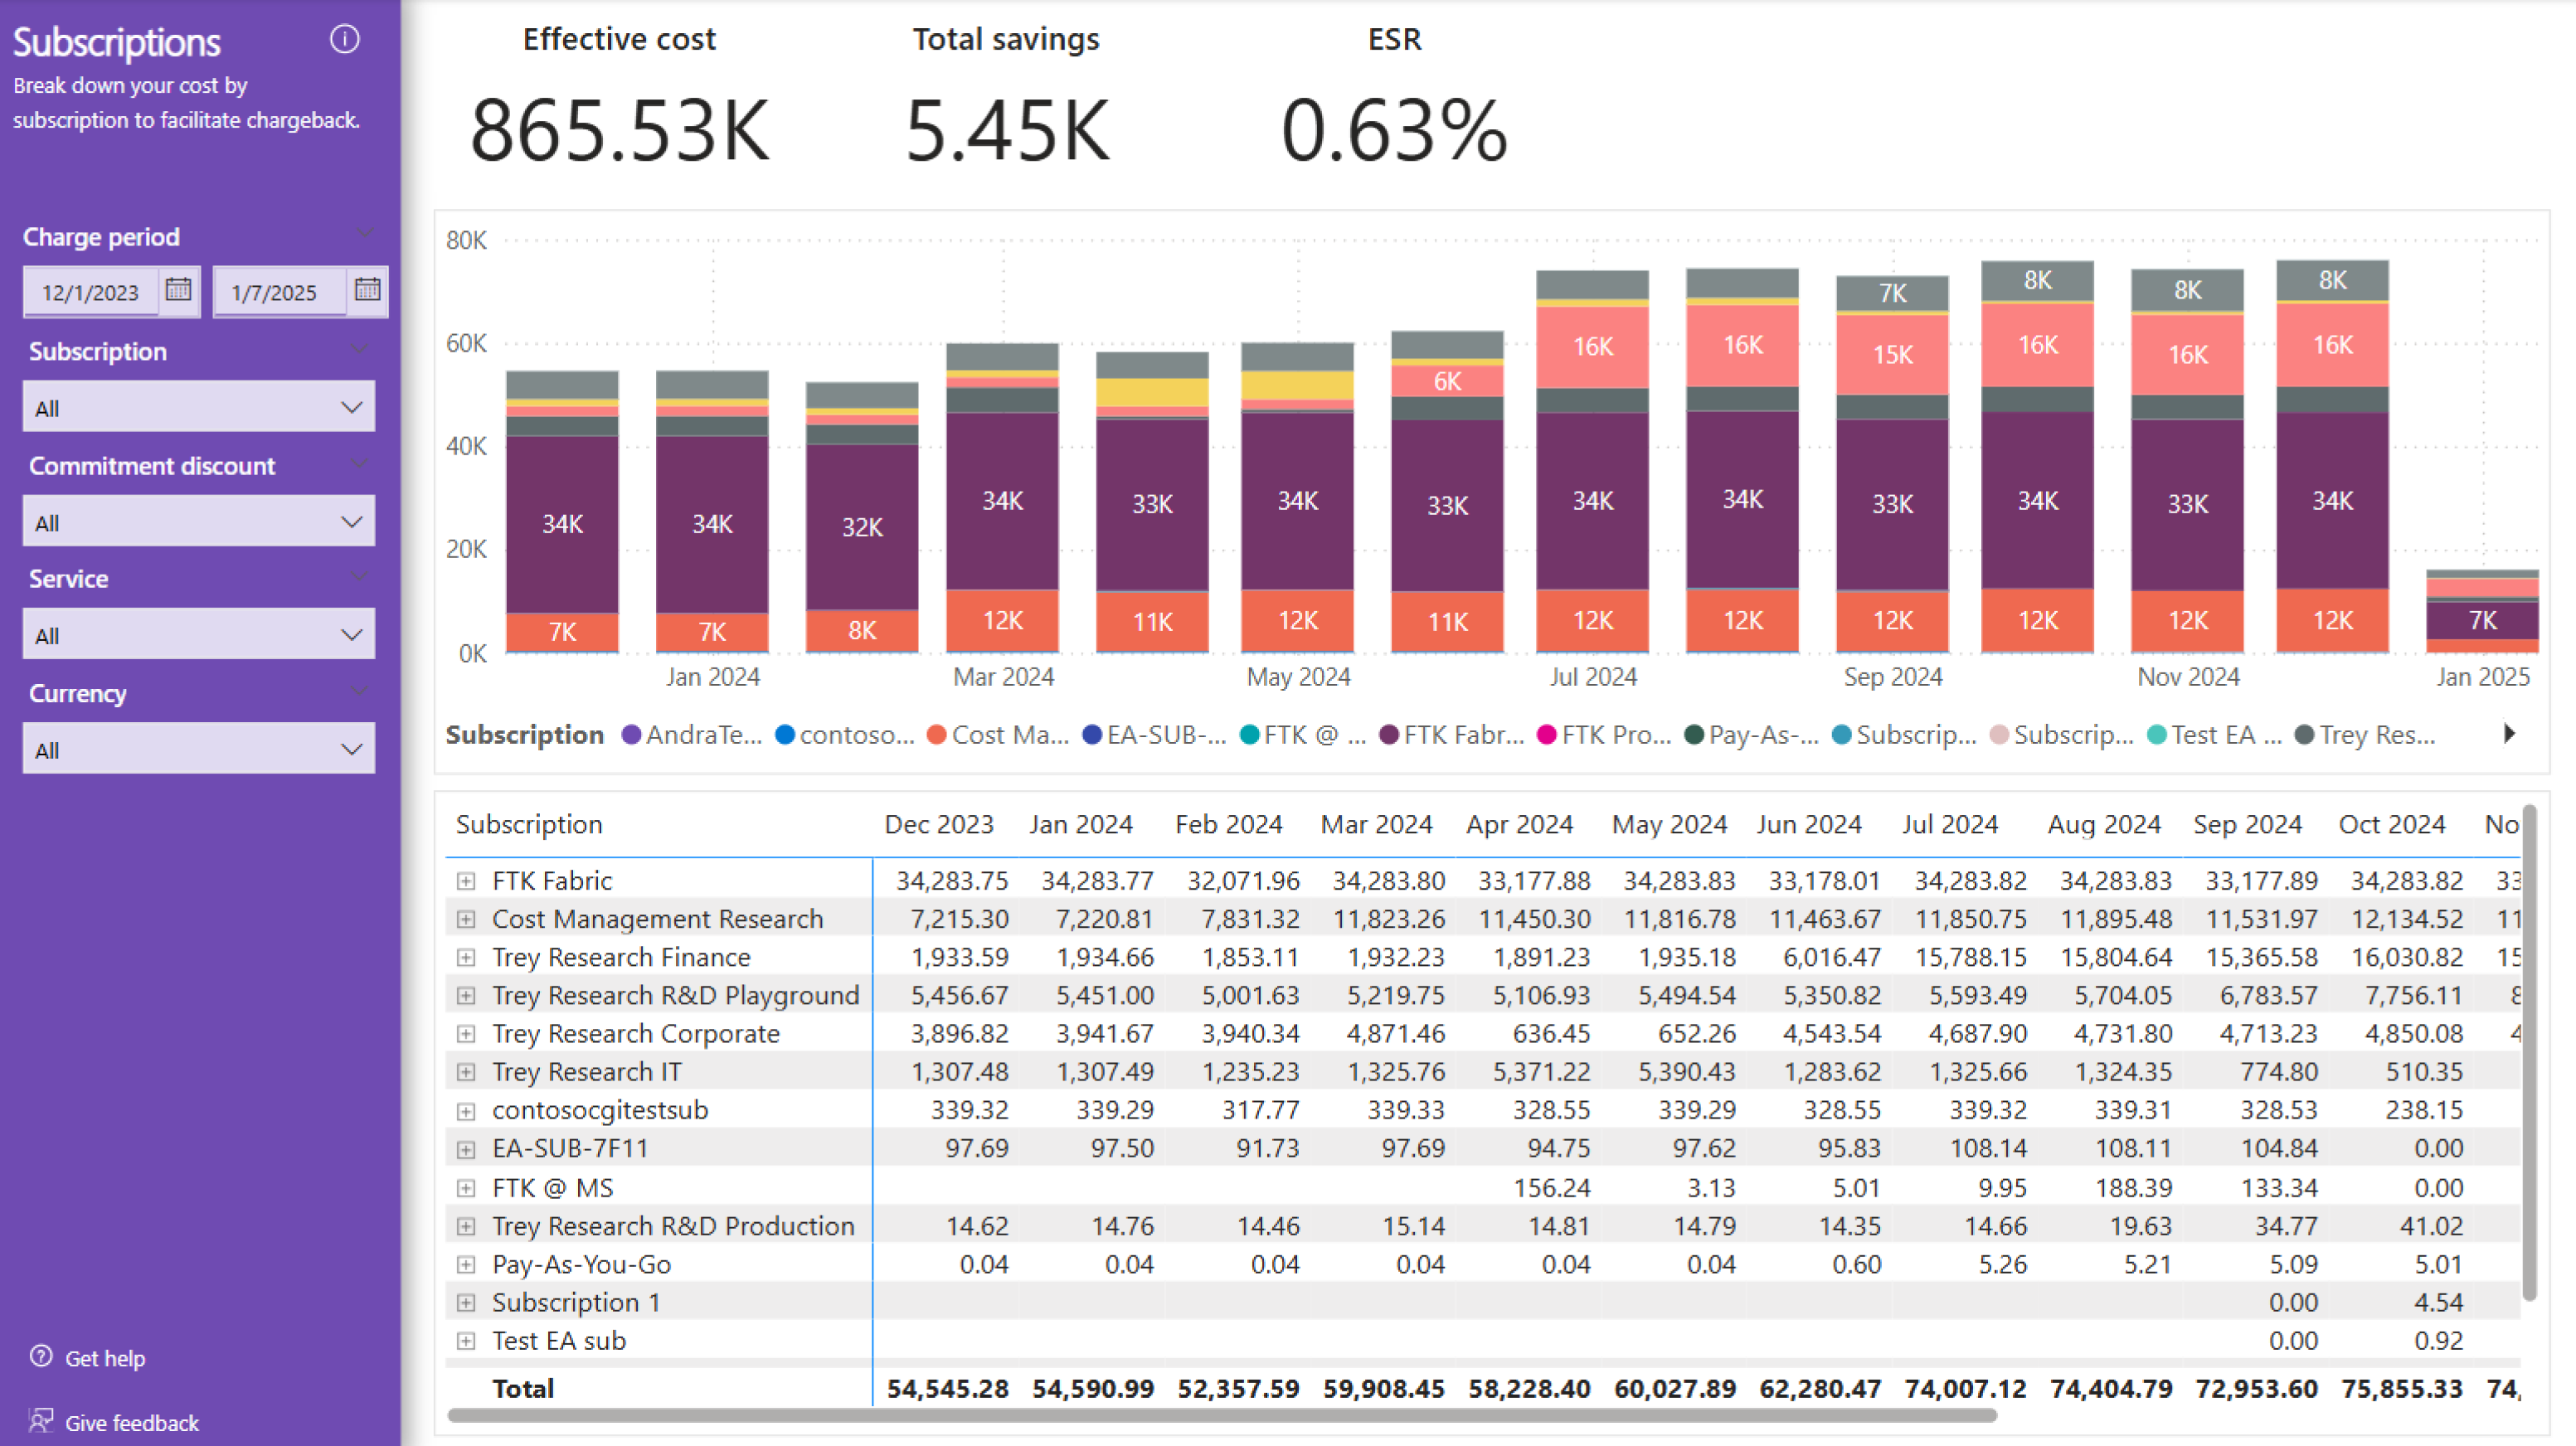 Subscriptions
Break down your cost by
subscription to facilitate chargeback.
Charge period
12/1/2023 1/7/2025
Subscription
All
Commitment discount
All
Service
All
Currency
All
Get help
Give feedback
Effective cost Total savings ESR
865.53K 5.45K 0.63%
80K
60K
40K
20K
0K
8K 8K 8K
7K
16K 16K 15K 16K 16K 16K
6K
34K 34K 32K 34K 33K 34K 33K 34K 34K 33K 34K 33K 34K 7K
7K 7K 8K 12K 11K 12K 11K 12K 12K 12K 12K 12K 12K
Jan 2024 Mar 2024 May 2024 Jul 2024 Sep 2024 Nov 2024 Jan 2025
Subscription AndraTe... contoso... Cost Ma... EA-SUB-... FTK @ ... FTK Fabr... FTK Pro... Pay-As-... Subscrip... Subscrip... Test EA ... Trey Res...
Subscription Dec 2023 Jan 2024 Feb 2024 Mar 2024 Apr 2024 May 2024 Jun 2024 Jul 2024 Aug 2024 Sep 2024 Oct 2024 No
FTK Fabric 34,283.75 34,283.77 32,071.96 34,283.80 33,177.88 34,283.83 33,178.01 34,283.82 34,283.83 33,177.89 34,283.82 33
Cost Management Research 7,215.30 7,220.81 7,831.32 11,823.26 11,450.30 11,816.78 11,463.67 11,850.75 11,895.48 11,531.97 12,134.52 11
Trey Research Finance 1,933.59 1,934.66 1,853.11 1,932.23 1,891.23 1,935.18 6,016.47 15,788.15 15,804.64 15,365.58 16,030.82 15
Trey Research R&D Playground 5,456.67 5,451.00 5,001.63 5,219.75 5,106.93 5,494.54 5,350.82 5,593.49 5,704.05 6,783.57 7,756.11 8
Trey Research Corporate 3,896.82 3,941.67 3,940.34 4,871.46 636.45 652.26 4,543.54 4,687.90 4,731.80 4,713.23 4,850.08 4
Trey Research IT 1,307.48 1,307.49 1,235.23 1,325.76 5,371.22 5,390.43 1,283.62 1,325.66 1,324.35 774.80 510.35
contosocgitestsub 339.32 339.29 317.77 339.33 328.55 339.29 328.55 339.32 339.31 328.53 238.15
EA-SUB-7F11 97.69 97.50 91.73 97.69 94.75 97.62 95.83 108.14 108.11 104.84 0.00
FTK @ MS 156.24 3.13 5.01 9.95 188.39 133.34 0.00
Trey Research R&D Production 14.62 14.76 14.46 15.14 14.81 14.79 14.35 14.66 19.63 34.77 41.02
Pay-As-You-Go 0.04 0.04 0.04 0.04 0.04 0.04 0.60 5.26 5.21 5.09 5.01
Subscription 1 0.00 4.54
Test EA sub 0.00 0.92
Total 54,545.28 54,590.99 52,357.59 59,908.45 58,228.40 60,027.89 62,280.47 74,007.12 74,404.79 72,953.60 75,855.33 74,